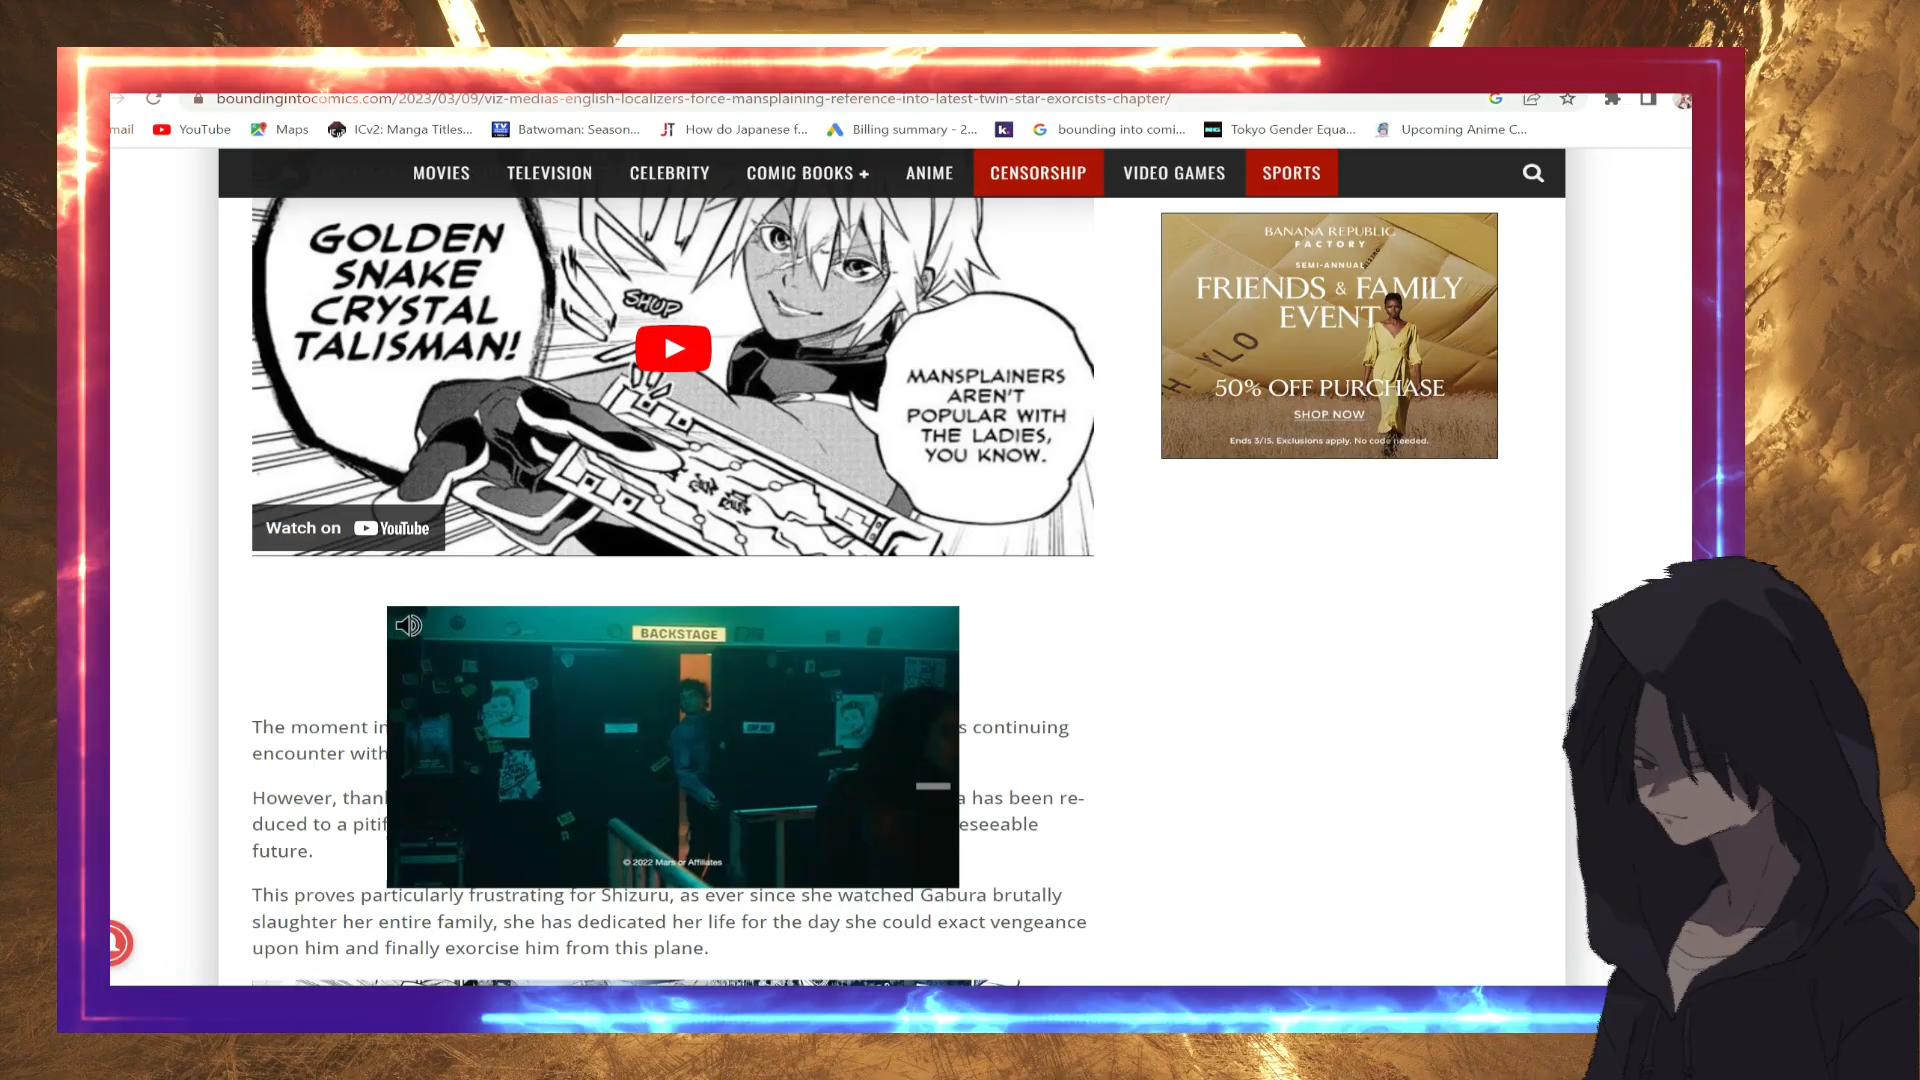 boundingintocomics.com/2023/03/09/viz-medias-english-localizers-force-mansplaining-reference-into-latest-twin-star-exorcists-chapter/
mail YouTube Maps ICv2: Manga Titles... Batwoman: Season... How do Japanese f... Billing summary - 2... bounding into comi... Tokyo Gender Equa... Upcoming Anime C...
MOVIES TELEVISION CELEBRITY COMIC BOOKS + ANIME CENSORSHIP VIDEO GAMES SPORTS
GOLDEN
SNAKE
CRYSTAL
TALISMAN!
SHUP
MANSPLAINERS
AREN'T
POPULAR WITH
THE LADIES,
YOU KNOW.
Watch on YouTube
BANANA REPUBLIC
FACTORY
SEMI-ANNUAL
FRIENDS & FAMILY
EVENT
50% OFF PURCHASE
SHOP NOW
Ends 3/15. Exclusions apply. No code needed.
BACKSTAGE
© 2022 Mars or Affiliates
The moment in s continuing
encounter with
However, than a has been re-
duced to a piti eseeable
future.
This proves particularly frustrating for Shizuru, as ever since she watched Gabura brutally
slaughter her entire family, she has dedicated her life for the day she could exact vengeance
upon him and finally exorcise him from this plane.